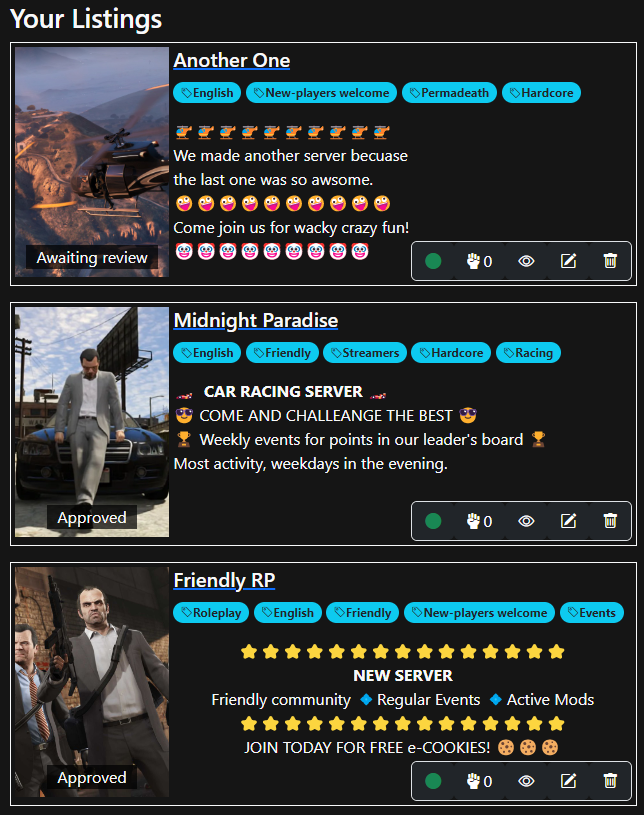 Your Listings
Another One
English New-players welcome Permadeath Hardcore
🚁 🚁 🚁 🚁 🚁 🚁 🚁 🚁 🚁 🚁
We made another server becuase
the last one was so awsome.
🤪 🤪 🤪 🤪 🤪 🤪 🤪 🤪 🤪 🤪
Come join us for wacky crazy fun!
🤡 🤡 🤡 🤡 🤡 🤡 🤡 🤡 🤡
Awaiting review
0
Midnight Paradise
English Friendly Streamers Hardcore Racing
🏎️ CAR RACING SERVER 🏎️
😎 COME AND CHALLEANGE THE BEST 😎
🏆 Weekly events for points in our leader's board 🏆
Most activity, weekdays in the evening.
Approved
0
Friendly RP
Roleplay English Friendly New-players welcome Events
⭐ ⭐ ⭐ ⭐ ⭐ ⭐ ⭐ ⭐ ⭐ ⭐ ⭐ ⭐ ⭐ ⭐ ⭐
NEW SERVER
Friendly community 🔹 Regular Events 🔹 Active Mods
⭐ ⭐ ⭐ ⭐ ⭐ ⭐ ⭐ ⭐ ⭐ ⭐ ⭐ ⭐ ⭐ ⭐ ⭐
JOIN TODAY FOR FREE e-COOKIES! 🍪 🍪 🍪
Approved
0